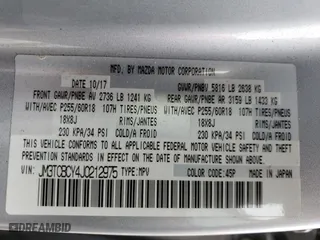 MFD. BY MAZDA MOTOR CORPORATION
DATE 10/17 GVWR/PNBV 5816 LB 2638 KG
FRONT GAWR/PNBE AV 2736 LB 1241 KG REAR GAWR/PNBE AR 3159 LB 1433 KG
WITH/AVEC P255/60R18 107H TIRES/PNEUS WITH/AVEC P255/60R18 107H
18X8J TIRES/PNEUS 18X8J
230 KPA/34 PSI COLD/A FROID 230 KPA/34 PSI COLD/A FROID
THIS VEHICLE CONFORMS TO ALL APPLICABLE FEDERAL MOTOR
VEHICLE SAFETY, BUMPER, AND THEFT PREVENTION STANDARDS IN
EFFECT ON THE DATE OF MANUFACTURE SHOWN ABOVE.
VIN: JM3TCBCY4J0212975 TYPE:MPV COLOR CODE: 45P MADE IN JAPAN
© DREAMBID